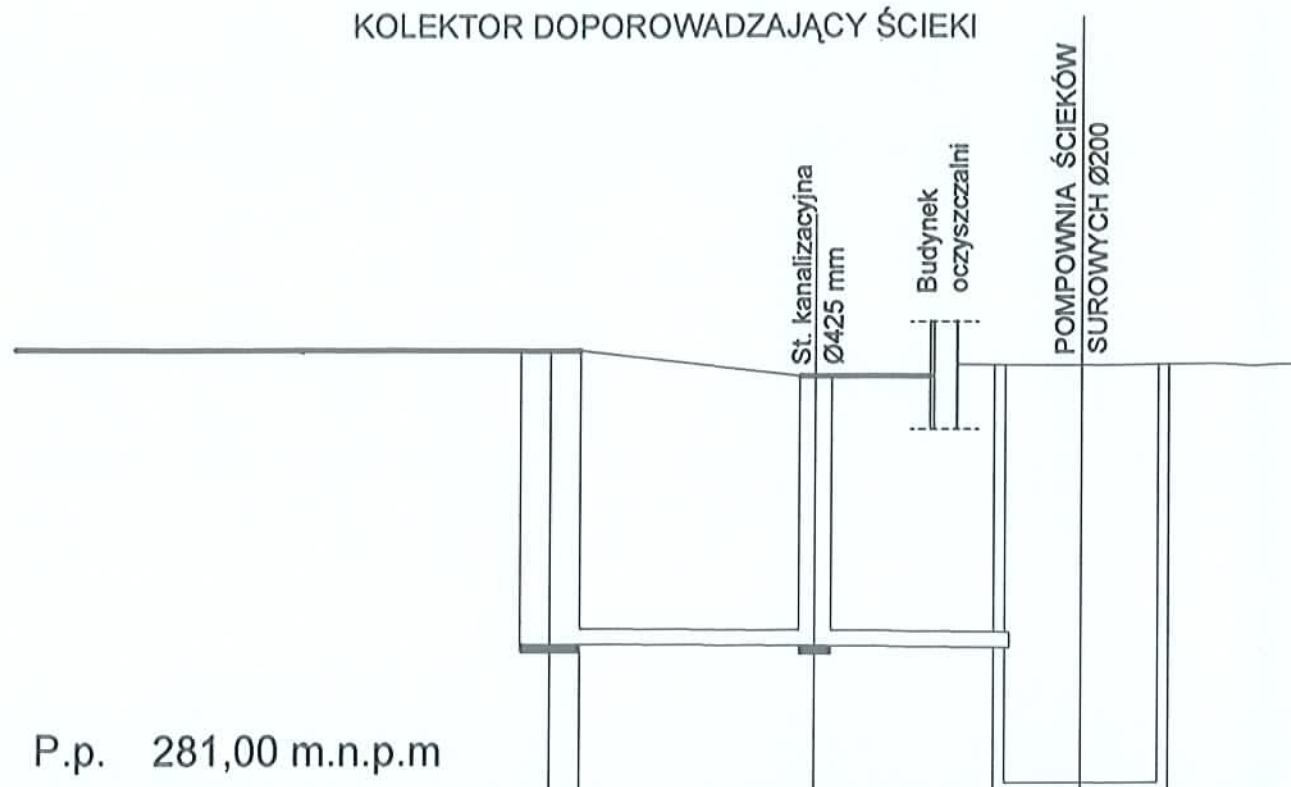 KOLEKTOR DOPOROWADZAJĄCY ŚCIEKI
St. kanalizacyjna
Ø425 mm
Budynek
oczyszczalni
POMPOWNIA ŚCIEKÓW
SUROWYCH Ø200
P.p. 281,00 m.n.p.m